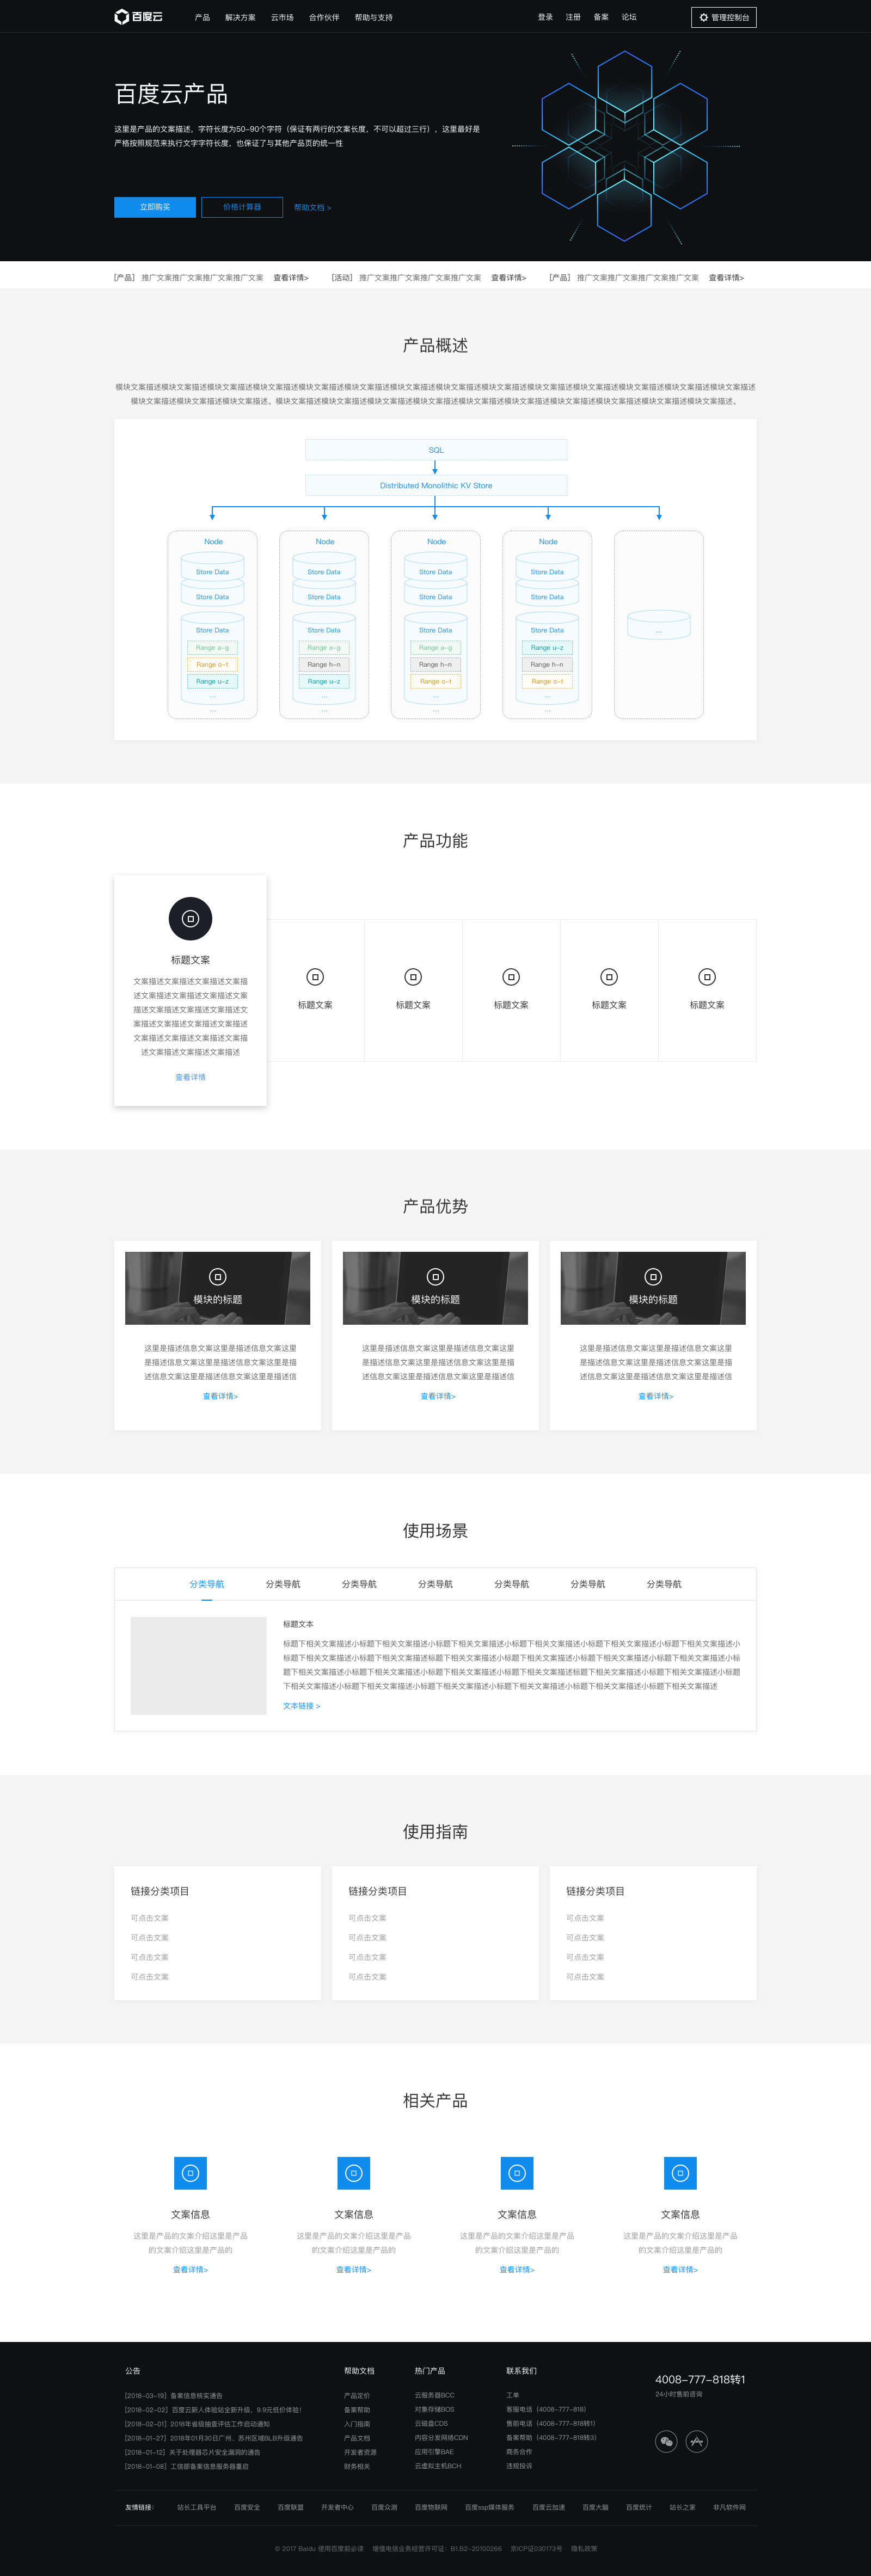 百度云 产品 解决方案 云市场 合作伙伴 帮助与支持 登录 注册 备案 论坛 管理控制台
百度云产品
这里是产品的文案描述，字符长度为50-90个字符（保证有两行的文案长度，不可以超过三行），这里最好是
严格按照规范来执行文字字符长度，也保证了与其他产品页的统一性
立即购买 价格计算器 帮助文档 >
[产品] 推广文案推广文案推广文案推广文案 查看详情> [活动] 推广文案推广文案推广文案推广文案 查看详情> [产品] 推广文案推广文案推广文案推广文案 查看详情>
产品概述
模块文案描述模块文案描述模块文案描述模块文案描述模块文案描述模块文案描述模块文案描述模块文案描述模块文案描述模块文案描述模块文案描述模块文案描述模块文案描述模块文案描述
模块文案描述模块文案描述模块文案描述。模块文案描述模块文案描述模块文案描述模块文案描述模块文案描述模块文案描述模块文案描述模块文案描述模块文案描述模块文案描述。
SQL
Distributed Monolithic KV Store
Node Node Node Node
Store Data Store Data Store Data Store Data
Store Data Store Data Store Data Store Data
...
Store Data Store Data Store Data Store Data
Range a-g Range a-g Range a-g Range u-z
Range o-t Range h-n Range h-n Range h-n
Range u-z Range u-z Range o-t Range o-t
... ... ... ...
... ... ... ...
产品功能
标题文案
文案描述文案描述文案描述文案描
述文案描述文案描述文案描述文案
描述文案描述文案描述文案描述文
案描述文案描述文案描述文案描述
文案描述文案描述文案描述文案描
述文案描述文案描述文案描述
查看详情
标题文案 标题文案 标题文案 标题文案 标题文案
产品优势
模块的标题 模块的标题 模块的标题
这里是描述信息文案这里是描述信息文案这里 这里是描述信息文案这里是描述信息文案这里 这里是描述信息文案这里是描述信息文案这里
是描述信息文案这里是描述信息文案这里是描 是描述信息文案这里是描述信息文案这里是描 是描述信息文案这里是描述信息文案这里是描
述信息文案这里是描述信息文案这里是描述信 述信息文案这里是描述信息文案这里是描述信 述信息文案这里是描述信息文案这里是描述信
查看详情> 查看详情> 查看详情>
使用场景
分类导航 分类导航 分类导航 分类导航 分类导航 分类导航 分类导航
标题文本
标题下相关文案描述小标题下相关文案描述小标题下相关文案描述小标题下相关文案描述小标题下相关文案描述小标题下相关文案描述小
标题下相关文案描述小标题下相关文案描述标题下相关文案描述小标题下相关文案描述小标题下相关文案描述小标题下相关文案描述小标
题下相关文案描述小标题下相关文案描述小标题下相关文案描述小标题下相关文案描述标题下相关文案描述小标题下相关文案描述小标题
下相关文案描述小标题下相关文案描述小标题下相关文案描述小标题下相关文案描述小标题下相关文案描述小标题下相关文案描述
文本链接 >
使用指南
链接分类项目 链接分类项目 链接分类项目
可点击文案 可点击文案 可点击文案
可点击文案 可点击文案 可点击文案
可点击文案 可点击文案 可点击文案
可点击文案 可点击文案 可点击文案
相关产品
文案信息 文案信息 文案信息 文案信息
这里是产品的文案介绍这里是产品 这里是产品的文案介绍这里是产品 这里是产品的文案介绍这里是产品 这里是产品的文案介绍这里是产品
的文案介绍这里是产品的 的文案介绍这里是产品的 的文案介绍这里是产品的 的文案介绍这里是产品的
查看详情> 查看详情> 查看详情> 查看详情>
公告
[2018-03-19] 备案信息核实通告
[2018-02-02] 百度云新人体验站全新升级，9.9元低价体验！
[2018-02-01] 2018年省级抽查评估工作启动通知
[2018-01-27] 2018年01月30日广州、苏州区域BLB升级通告
[2018-01-12] 关于处理器芯片安全漏洞的通告
[2018-01-08] 工信部备案信息服务器重启
帮助文档
产品定价
备案帮助
入门指南
产品文档
开发者资源
财务相关
热门产品
云服务器BCC
对象存储BOS
云磁盘CDS
内容分发网络CDN
应用引擎BAE
云虚拟主机BCH
联系我们
工单
客服电话（4008-777-818）
售前电话（4008-777-818转1）
备案帮助（4008-777-818转3）
商务合作
违规投诉
4008-777-818转1
24小时售前咨询
友情链接： 站长工具平台 百度安全 百度联盟 开发者中心 百度众测 百度物联网 百度ssp媒体服务 百度云加速 百度大脑 百度统计 站长之家 非凡软件网
© 2017 Baidu 使用百度前必读 增值电信业务经营许可证：B1.B2-20100266 京ICP证030173号 隐私政策